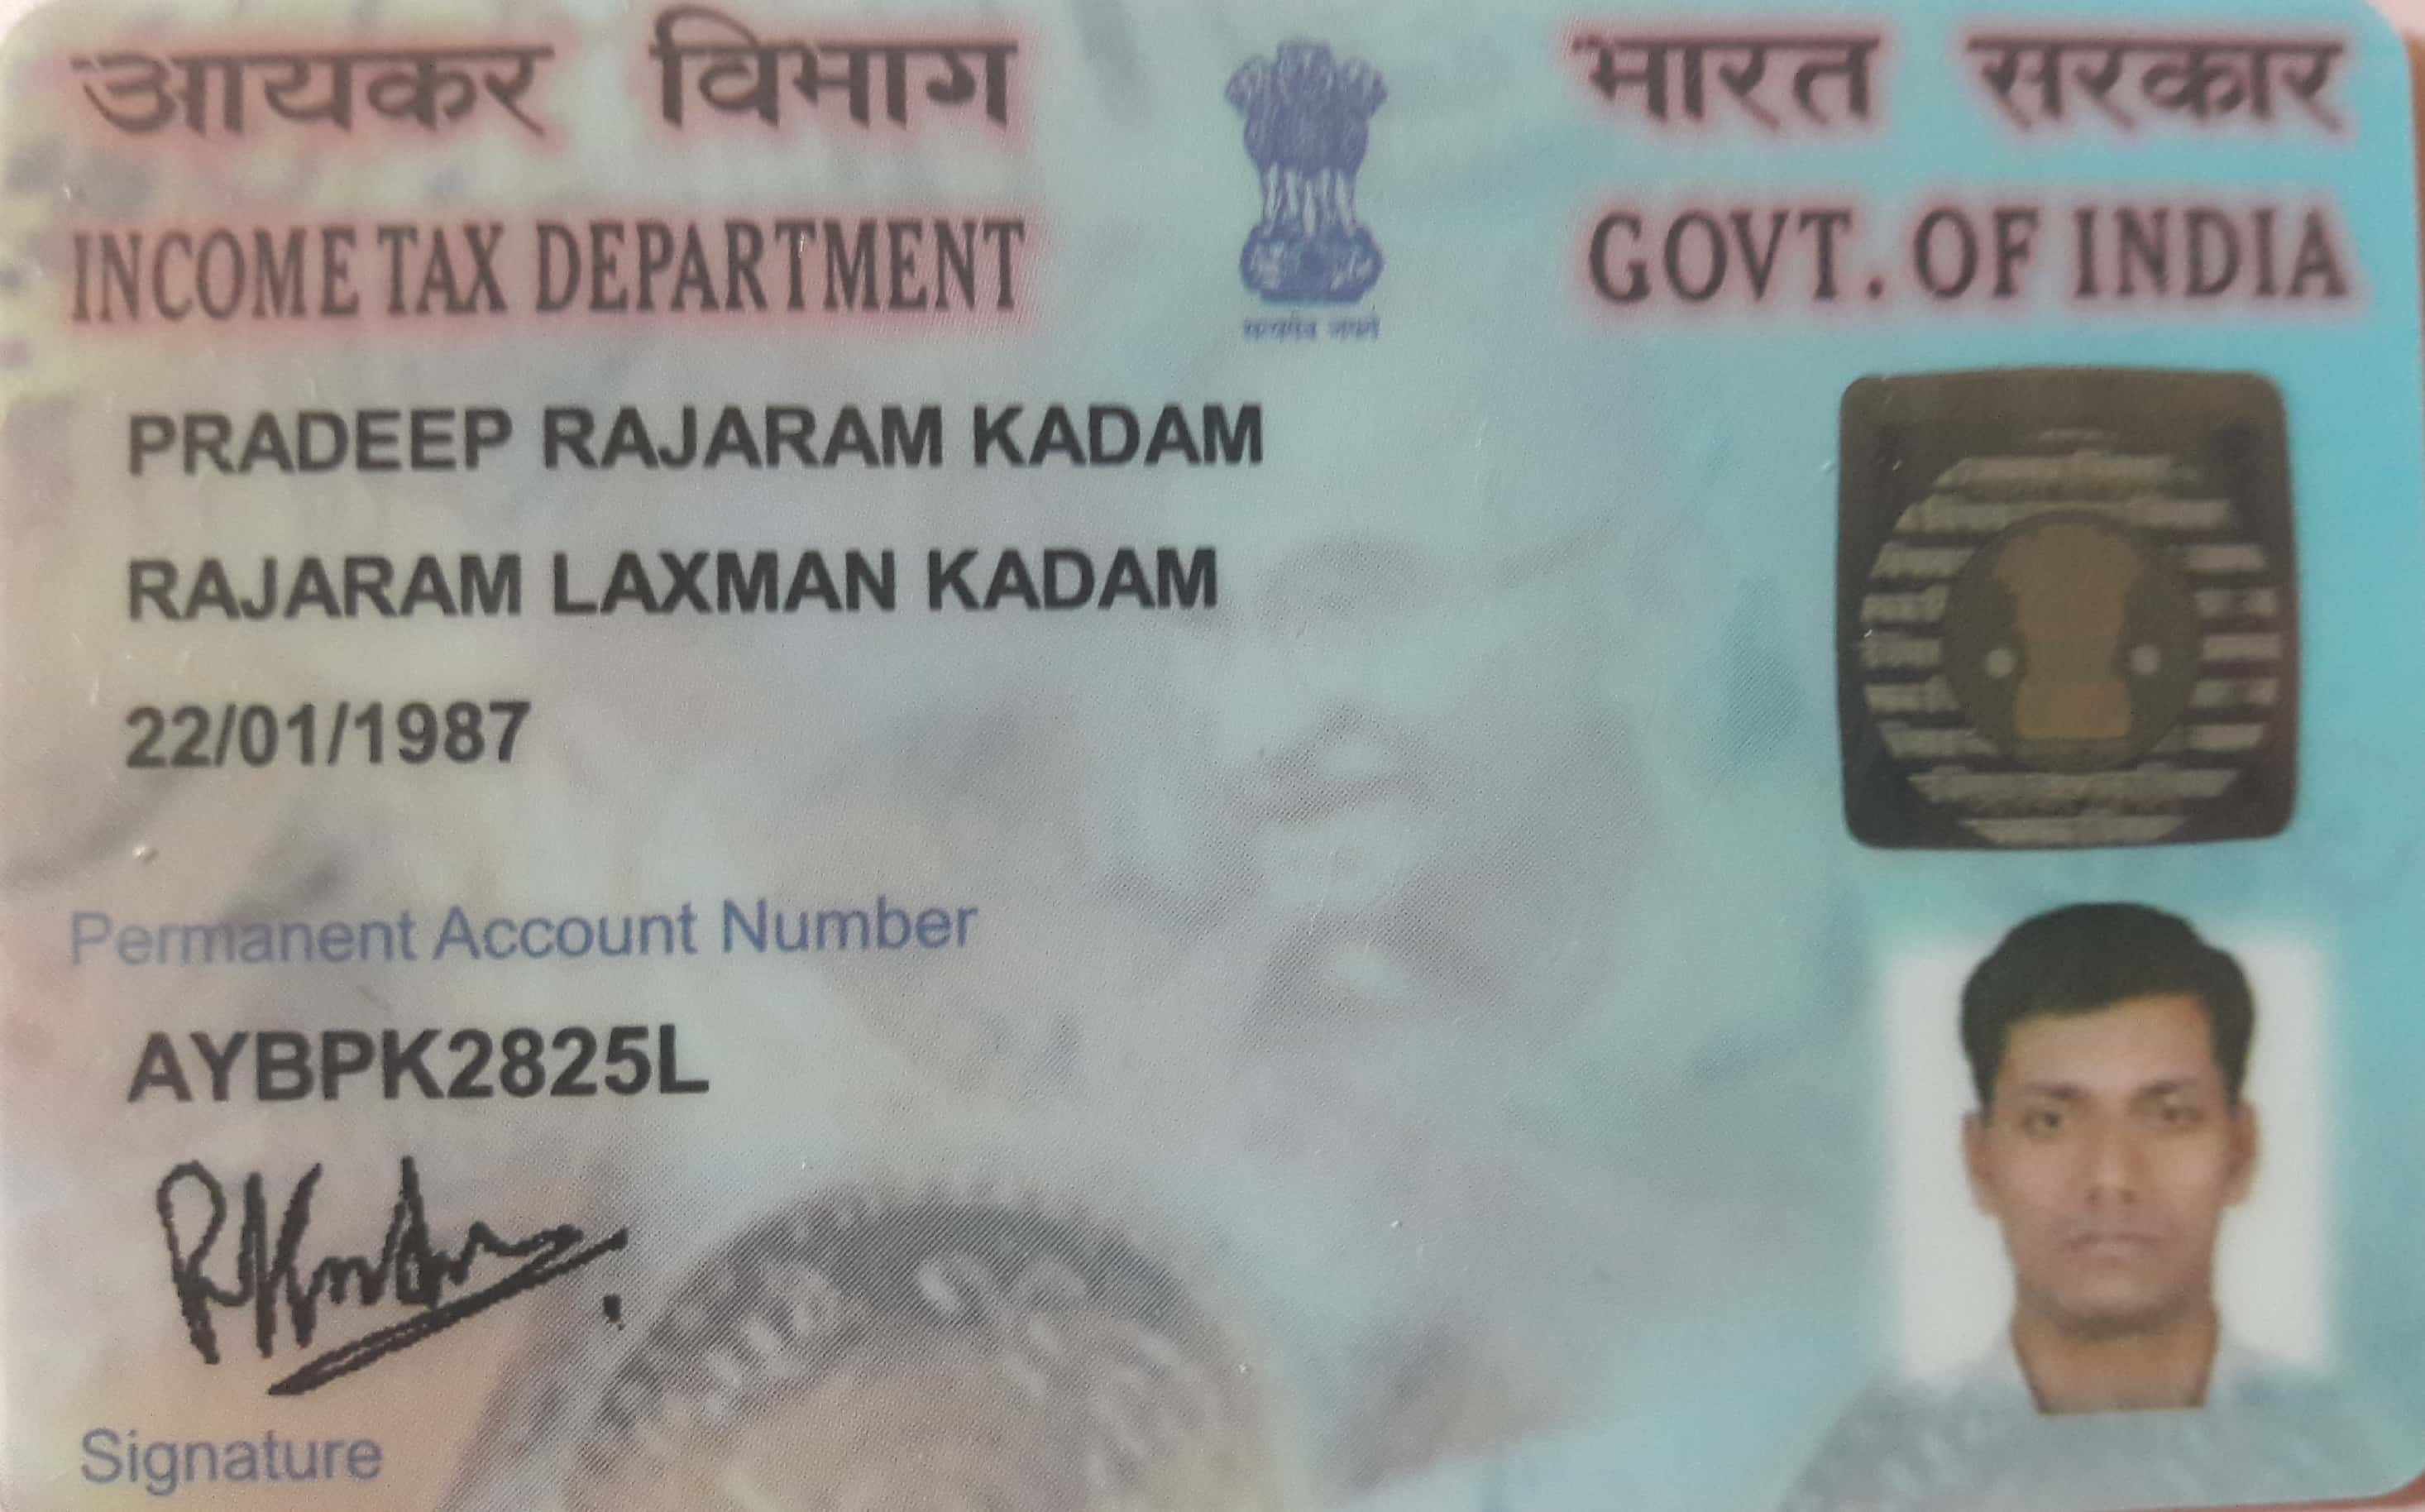 आयकर विभाग
भारत सरकार
INCOME TAX DEPARTMENT
GOVT. OF INDIA
सत्यमेव जयते
PRADEEP RAJARAM KADAM
RAJARAM LAXMAN KADAM
22/01/1987
Permanent Account Number
AYBPK2825L
Signature